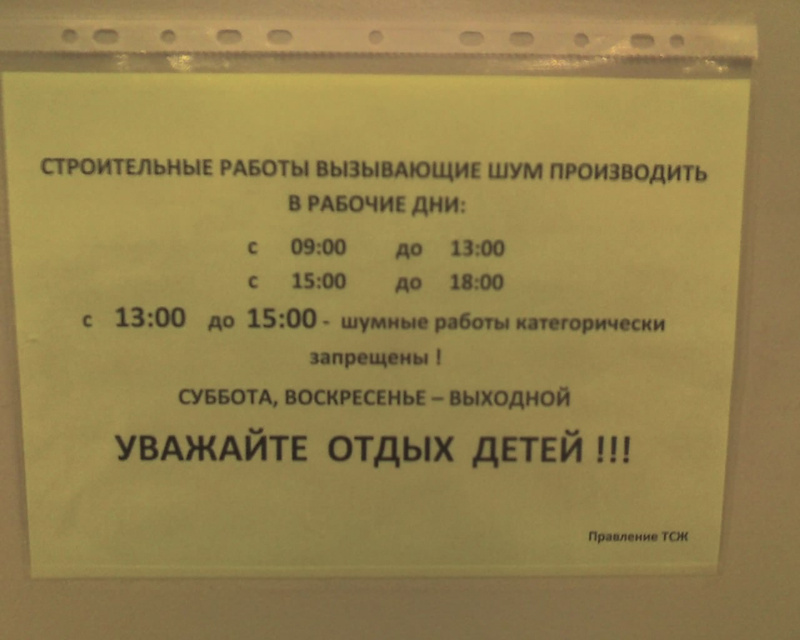 СТРОИТЕЛЬНЫЕ РАБОТЫ ВЫЗЫВАЮЩИЕ ШУМ ПРОИЗВОДИТЬ
В РАБОЧИЕ ДНИ:
с 09:00 до 13:00
с 15:00 до 18:00
с 13:00 до 15:00 - шумные работы категорически
запрещены !
СУББОТА, ВОСКРЕСЕНЬЕ – ВЫХОДНОЙ
УВАЖАЙТЕ ОТДЫХ ДЕТЕЙ !!!
Правление ТСЖ